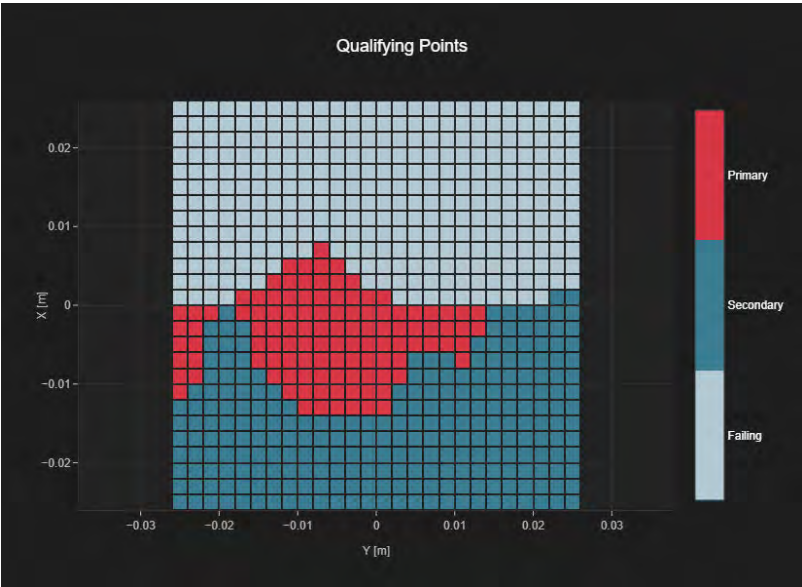 Qualifying Points
0.02
0.01
0
−0.01
−0.02
X [m]
−0.03
−0.02
−0.01
0
0.01
0.02
0.03
Y [m]
Primary
Secondary
Failing